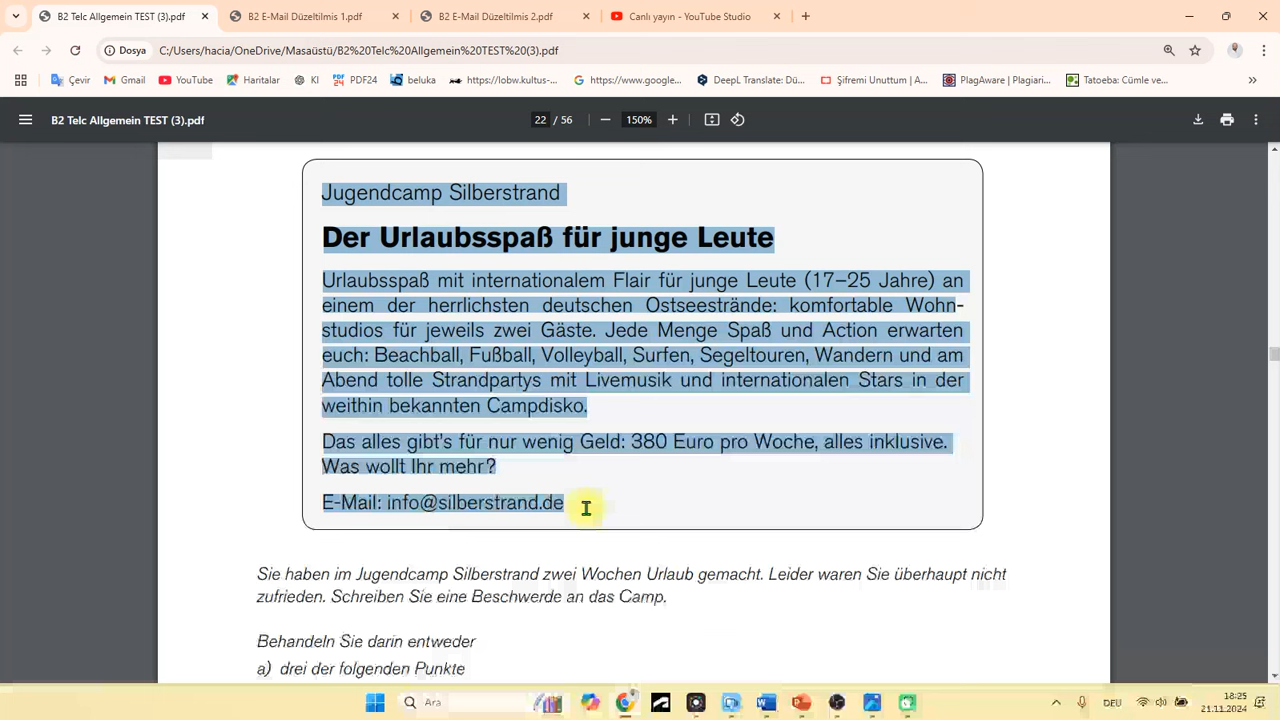 B2 Telc Allgemein TEST (3).pdf
B2 E-Mail Düzeltilmis 1.pdf
B2 E-Mail Düzeltilmis 2.pdf
Canlı yayın - YouTube Studio
Dosya
C:/Users/hacia/OneDrive/Masaüstü/B2%20Telc%20Allgemein%20TEST%20(3).pdf
Çevir
Gmail
YouTube
Haritalar
KI
PDF24
beluka
https://lobw.kultus-...
https://www.google...
DeepL Translate: Dü...
Şifremi Unuttum | A...
PlagAware | Plagiari...
Tatoeba: Cümle ve...
B2 Telc Allgemein TEST (3).pdf
22 / 56
150%
Jugendcamp Silberstrand
Der Urlaubsspaß für junge Leute
Urlaubsspaß mit internationalem Flair für junge Leute (17–25 Jahre) an
einem der herrlichsten deutschen Ostseestrände: komfortable Wohn-
studios für jeweils zwei Gäste. Jede Menge Spaß und Action erwarten
euch: Beachball, Fußball, Volleyball, Surfen, Segeltouren, Wandern und am
Abend tolle Strandpartys mit Livemusik und internationalen Stars in der
weithin bekannten Campdisko.
Das alles gibt's für nur wenig Geld: 380 Euro pro Woche, alles inklusive.
Was wollt Ihr mehr?
E-Mail: info@silberstrand.de
Sie haben im Jugendcamp Silberstrand zwei Wochen Urlaub gemacht. Leider waren Sie überhaupt nicht
zufrieden. Schreiben Sie eine Beschwerde an das Camp.
Behandeln Sie darin entweder
a) drei der folgenden Punkte
Ara
DEU
18:25
21.11.2024